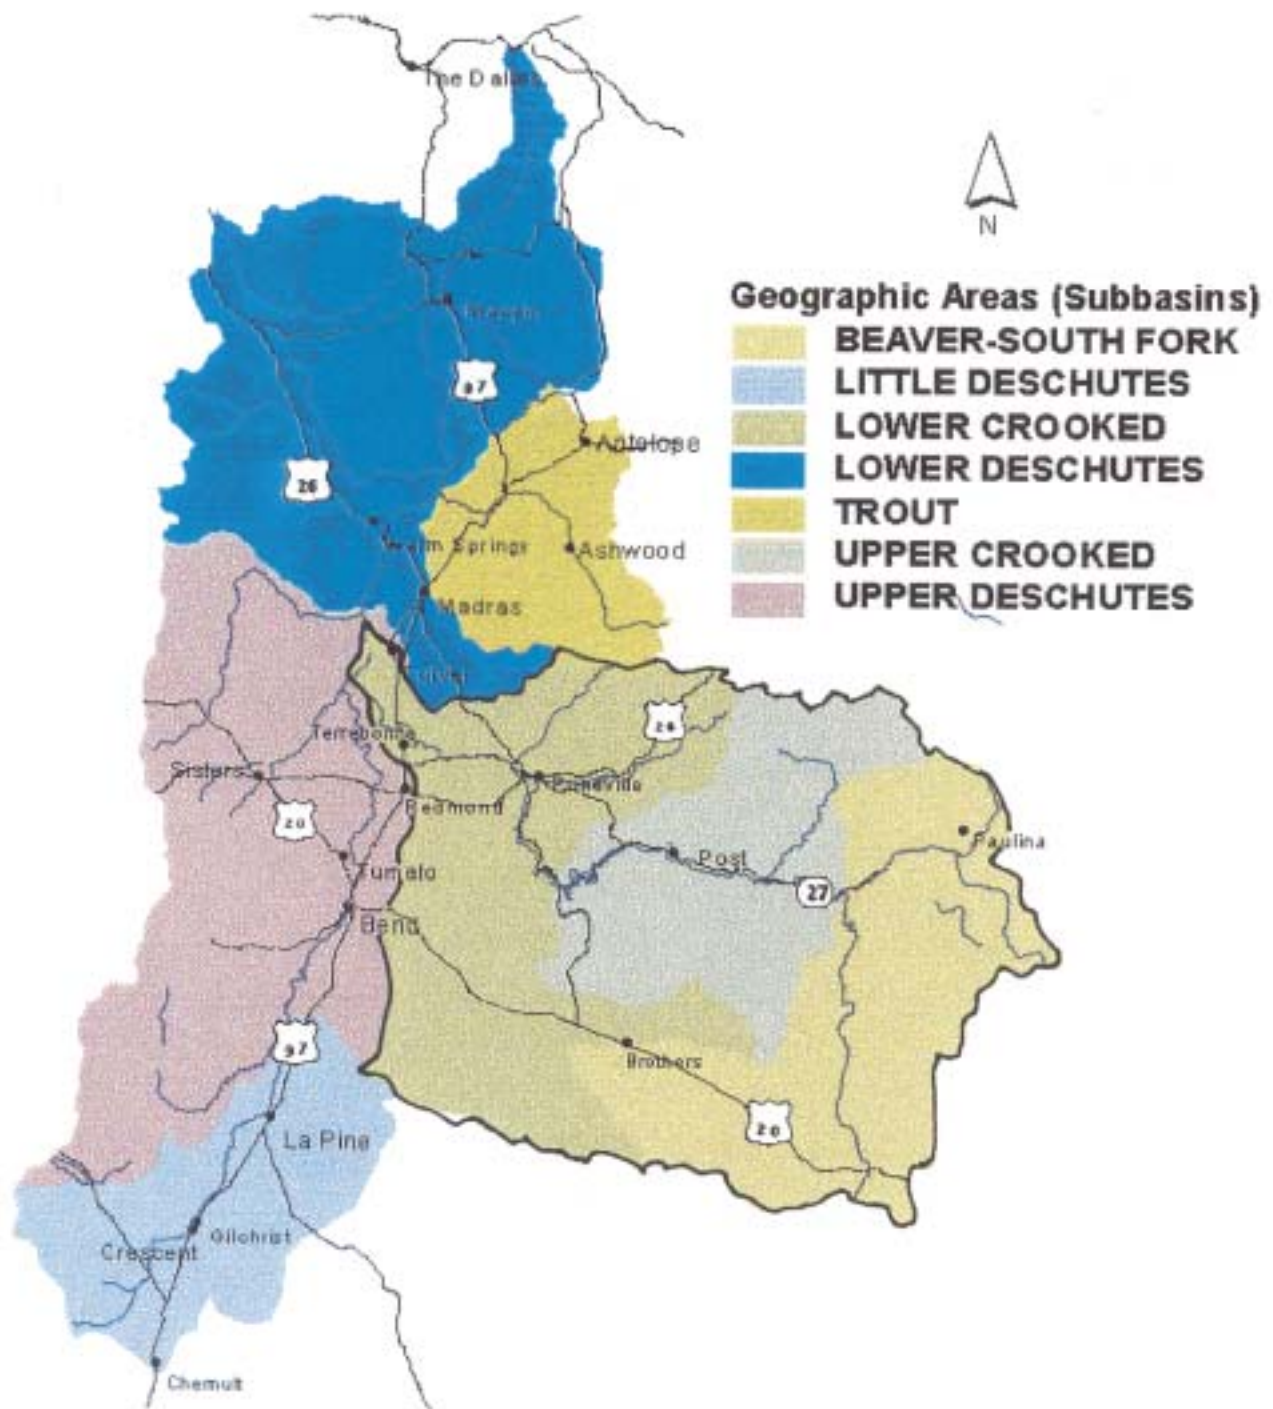 The Dalles
N
Geographic Areas (Subbasins)
BEAVER-SOUTH FORK
LITTLE DESCHUTES
LOWER CROOKED
LOWER DESCHUTES
TROUT
UPPER CROOKED
UPPER DESCHUTES
97
Antelope
26
Warm Springs
Ashwood
Madras
26
Terrebonne
Sisters
Prineville
Redmond
20
Paulina
Post
Tumalo
27
Bend
97
Brothers
20
La Pine
Gilchrist
Crescent
Chemult